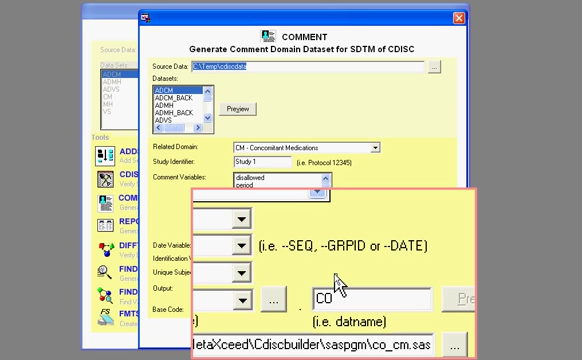 COMMENT
Generate Comment Domain Dataset for SDTM of CDISC
Source Data:
Source Data: C:\Temp\cdiscdata ...
Datasets:
Data Sets:
ADCM
ADMH
ADVS
CM
MH
VS
ADCM
ADCM_BACK
ADMH
ADMH_BACK
ADVS
Preview
Tools
Related Domain: CM - Concomitant Medications
Study Identifier: Study 1 (i.e. Protocol 12345)
Comment Variables: disallowed
period
ADD
CDIS
COM
REPO
DIFF
FIND
FIND
FMTS
Date Variable:
(i.e. --SEQ, --GRPID or --DATE)
Identification V
Unique Subje
Output:
... . CO Pre
(i.e. datname)
Base Code:
letaXceed\Cdiscbuilder\saspgm\co_cm.sas ...